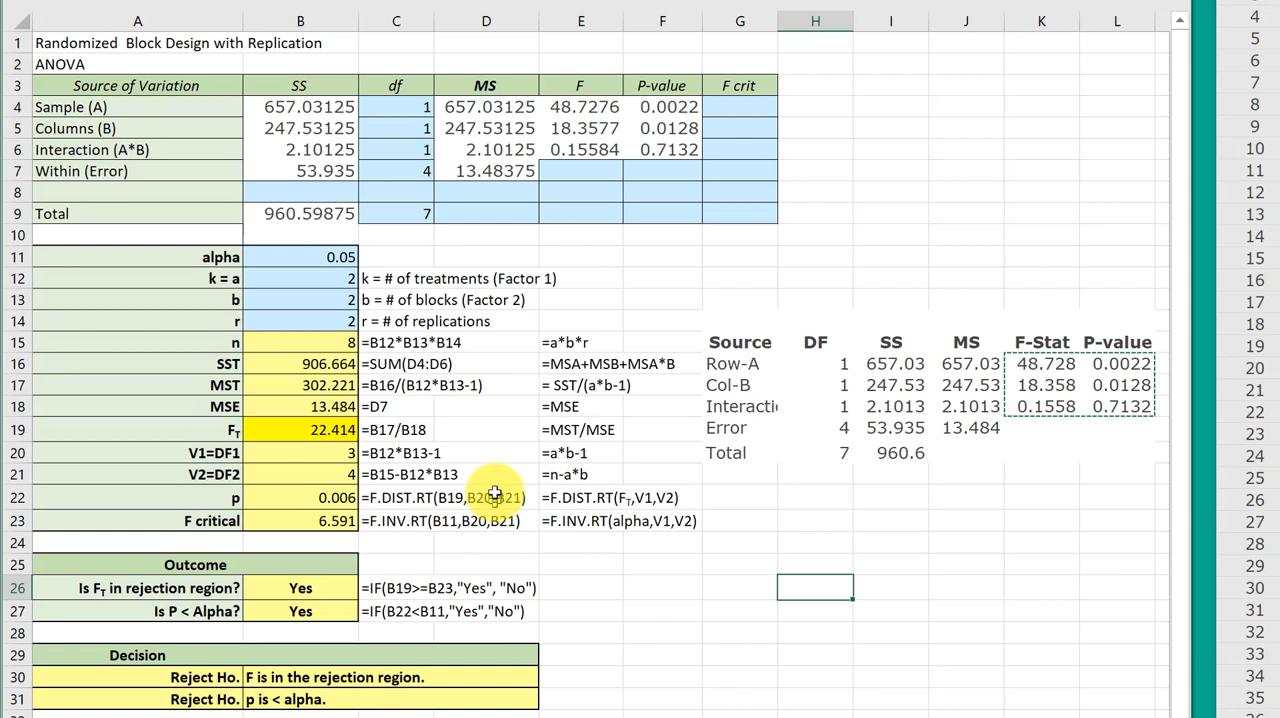 A B C D E F G H I J K L
1 Randomized Block Design with Replication
2 ANOVA
3 Source of Variation SS df MS F P-value F crit
4 Sample (A) 657.03125 1 657.03125 48.7276 0.0022
5 Columns (B) 247.53125 1 247.53125 18.3577 0.0128
6 Interaction (A*B) 2.10125 1 2.10125 0.15584 0.7132
7 Within (Error) 53.935 4 13.48375
8
9 Total 960.59875 7
10
11 alpha 0.05
12 k = a 2 k = # of treatments (Factor 1)
13 b 2 b = # of blocks (Factor 2)
14 r 2 r = # of replications
15 n 8 =B12*B13*B14 =a*b*r Source DF SS MS F-Stat P-value
16 SST 906.664 =SUM(D4:D6) =MSA+MSB+MSA*B Row-A 1 657.03 657.03 48.728 0.0022
17 MST 302.221 =B16/(B12*B13-1) = SST/(a*b-1) Col-B 1 247.53 247.53 18.358 0.0128
18 MSE 13.484 =D7 =MSE Interactic 1 2.1013 2.1013 0.1558 0.7132
19 FT 22.414 =B17/B18 =MST/MSE Error 4 53.935 13.484
20 V1=DF1 3 =B12*B13-1 =a*b-1 Total 7 960.6
21 V2=DF2 4 =B15-B12*B13 =n-a*b
22 p 0.006 =F.DIST.RT(B19,B20,B21) =F.DIST.RT(FT,V1,V2)
23 F critical 6.591 =F.INV.RT(B11,B20,B21) =F.INV.RT(alpha,V1,V2)
24
25 Outcome
26 Is FT in rejection region? Yes =IF(B19>=B23,"Yes", "No")
27 Is P < Alpha? Yes =IF(B22<B11,"Yes","No")
28
29 Decision
30 Reject Ho. F is in the rejection region.
31 Reject Ho. p is < alpha.
4
5
6
7
8
9
10
11
12
13
14
15
16
17
18
19
20
21
22
23
24
25
26
27
28
29
30
31
32
33
34
35